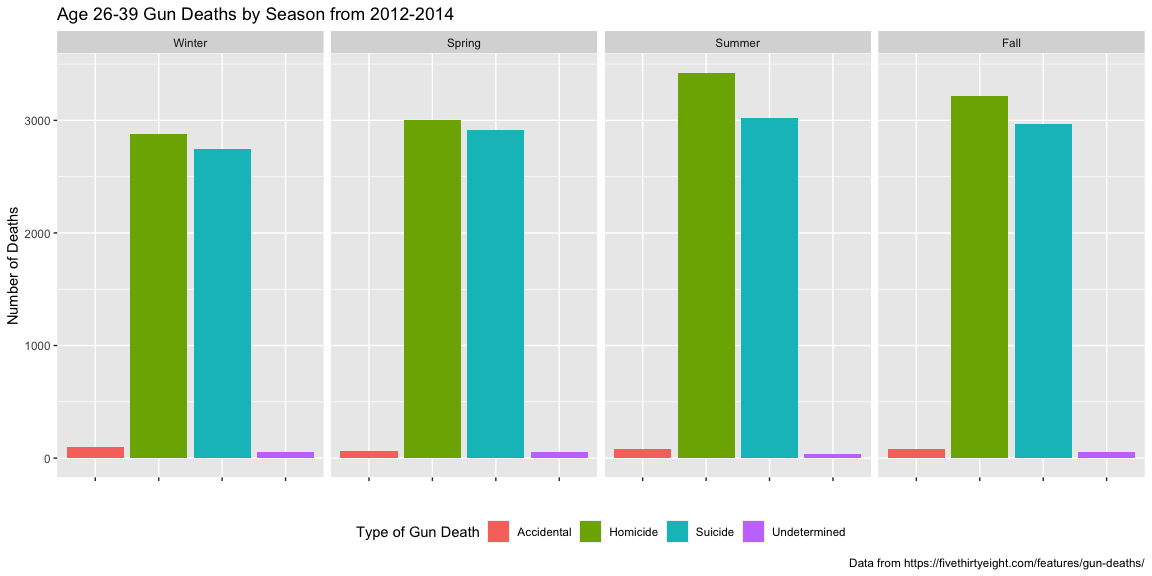 Age 26-39 Gun Deaths by Season from 2012-2014
Winter Spring Summer Fall
Number of Deaths
3000
2000
1000
0
Type of Gun Death Accidental Homicide Suicide Undetermined
Data from https://fivethirtyeight.com/features/gun-deaths/